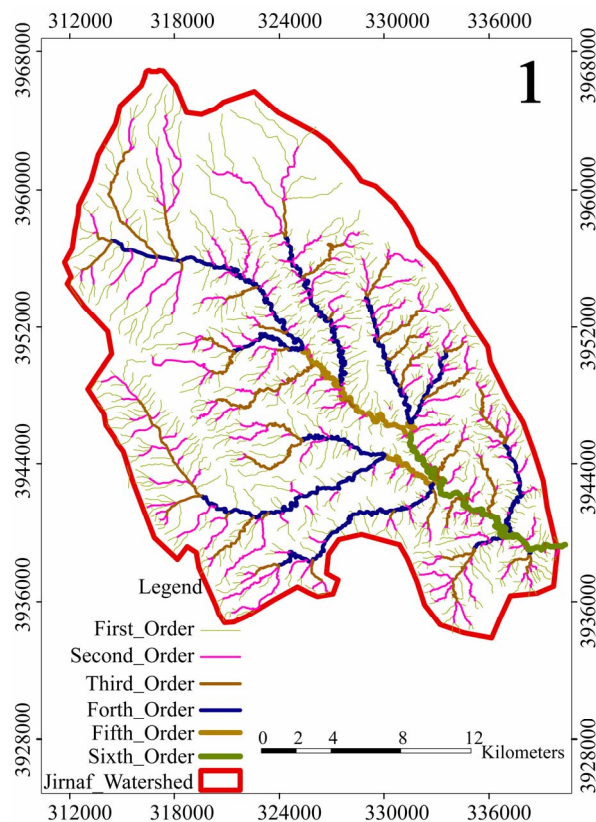 312000 318000 324000 330000 336000
3968000 3968000
1
3960000 3960000
3952000 3952000
3944000 3944000
3936000 3936000
Legend
First_Order
Second_Order
Third_Order
Forth_Order
Fifth_Order
Sixth_Order
Jirnaf_Watershed
0 2 4 8 12
Kilometers
3928000 3928000
312000 318000 324000 330000 336000